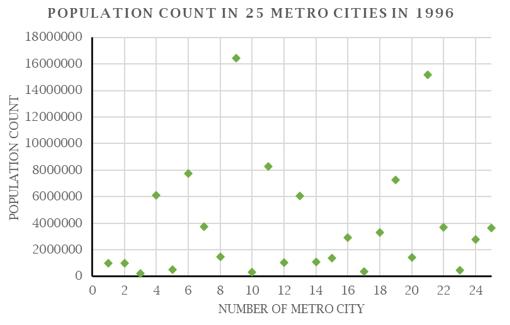 POPULATION COUNT IN 25 METRO CITIES IN 1996
18000000
16000000
14000000
12000000
10000000
8000000
6000000
4000000
2000000
0
POPULATION COUNT
0 2 4 6 8 10 12 14 16 18 20 22 24
NUMBER OF METRO CITY